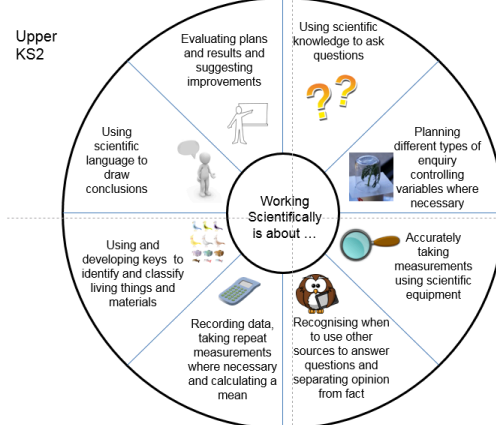 Upper
KS2
Evaluating plans
and results and
suggesting
improvements
Using scientific
knowledge to ask
questions
Planning
different types of
enquiry
controlling
variables where
necessary
Accurately
taking
measurements
using scientific
equipment
Recognising when
to use other
sources to answer
questions and
separating opinion
from fact
Recording data,
taking repeat
measurements
where necessary
and calculating a
mean
Using and
developing keys to
identify and classify
living things and
materials
Using
scientific
language to
draw
conclusions
Working
Scientifically
is about ...